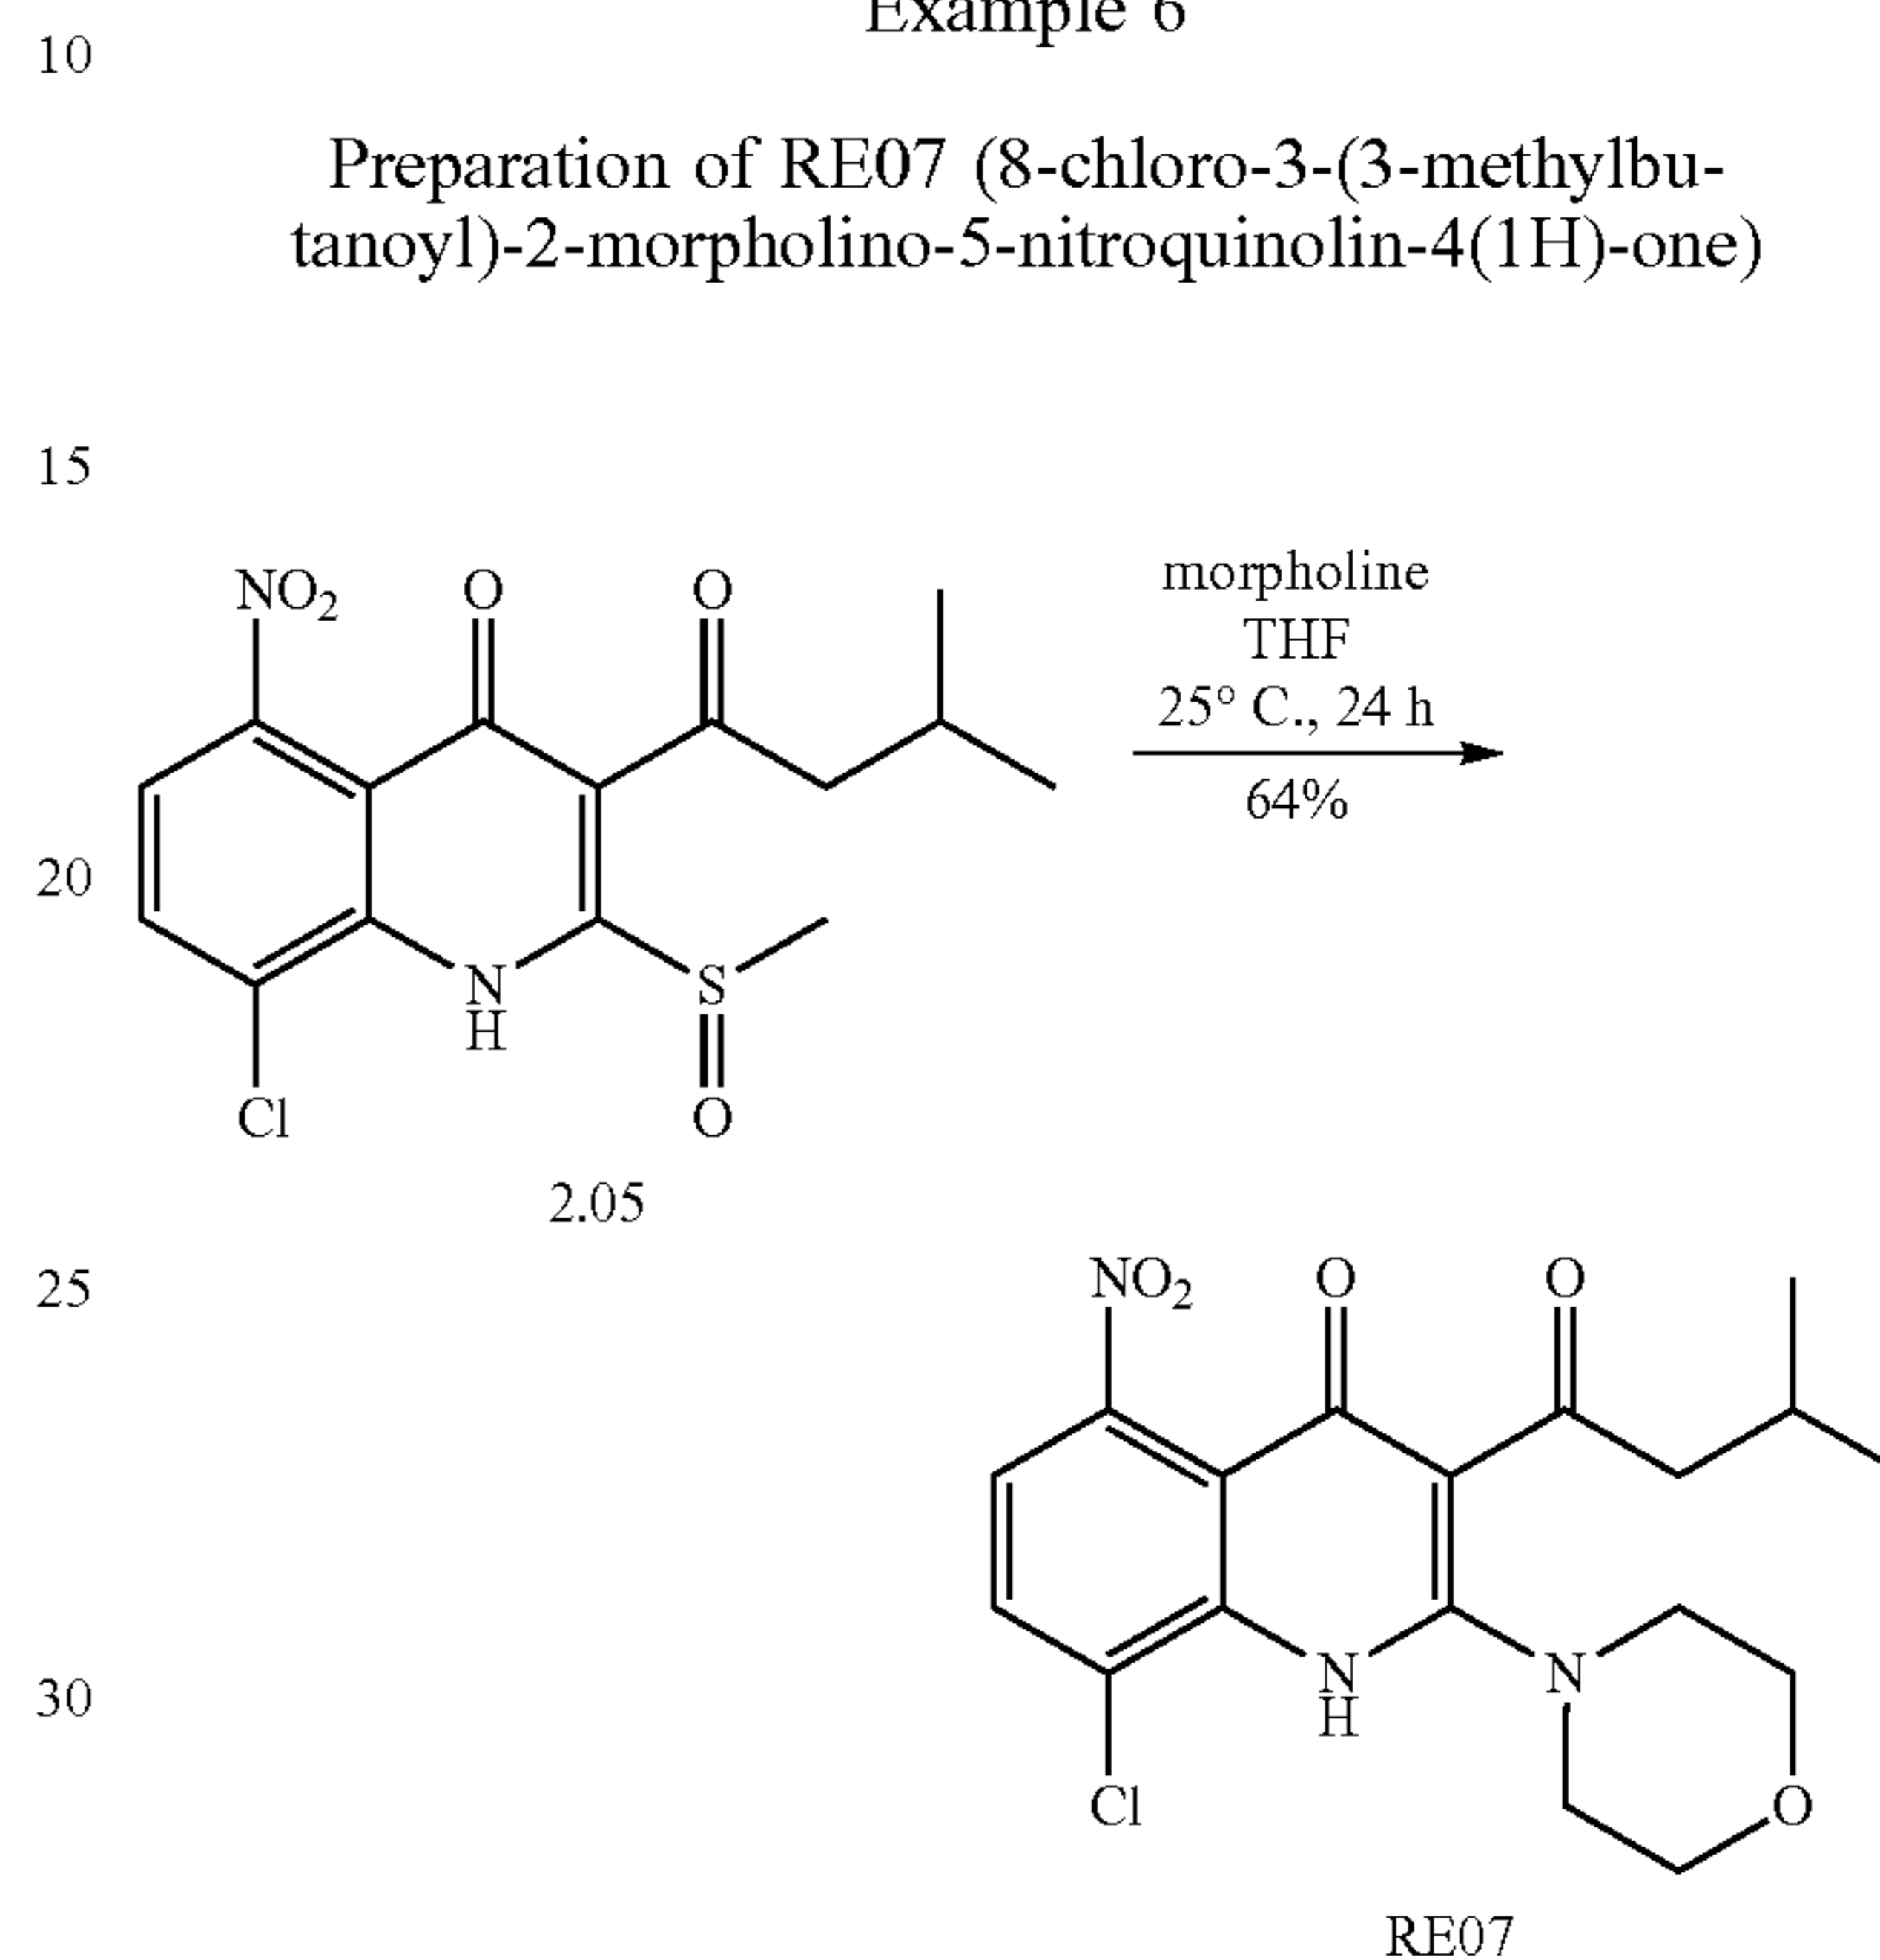 Example 6
10
Preparation of RE07 (8-chloro-3-(3-methylbu-
tanoyl)-2-morpholino-5-nitroquinolin-4(1H)-one)
15
NO2 O O
morpholine
THF
25° C., 24 h
64%
20
N
H
S
Cl
O
2.05
25
NO2 O O
30
N
H
N
Cl
O
RE07